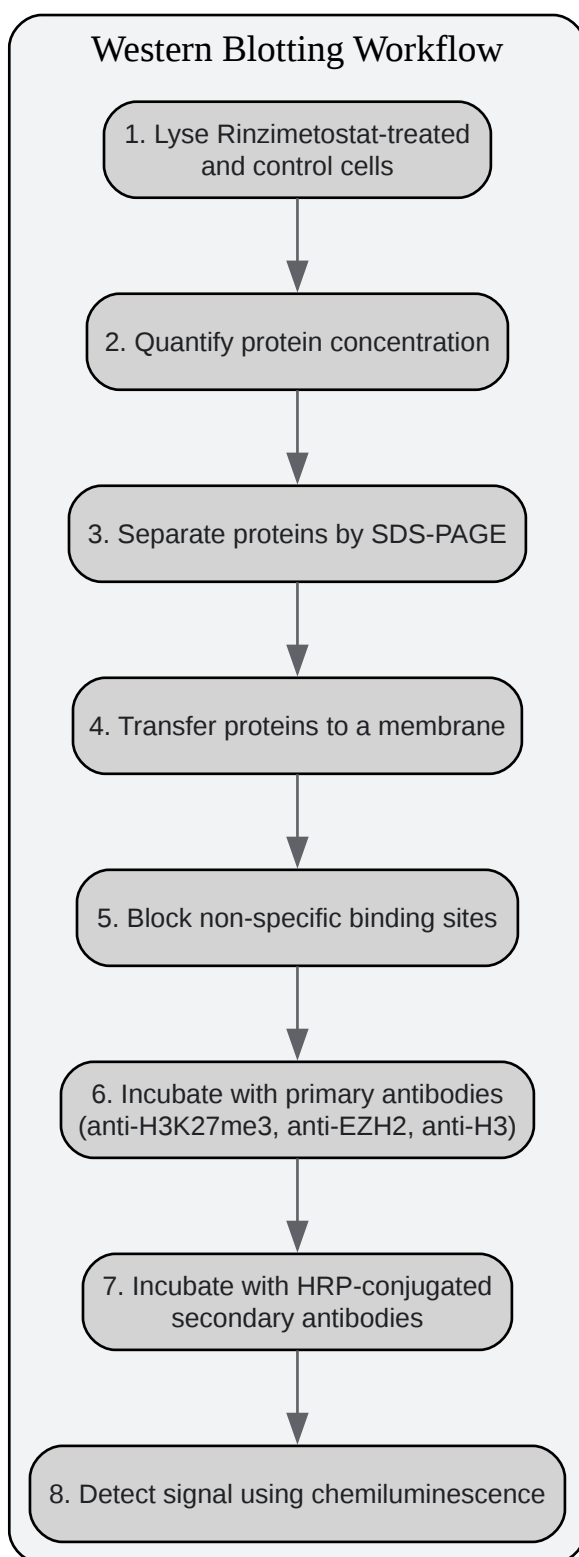 Western Blotting Workflow
1. Lyse Rinzimetostat-treated
and control cells
2. Quantify protein concentration
3. Separate proteins by SDS-PAGE
4. Transfer proteins to a membrane
5. Block non-specific binding sites
6. Incubate with primary antibodies
(anti-H3K27me3, anti-EZH2, anti-H3)
7. Incubate with HRP-conjugated
secondary antibodies
8. Detect signal using chemiluminescence